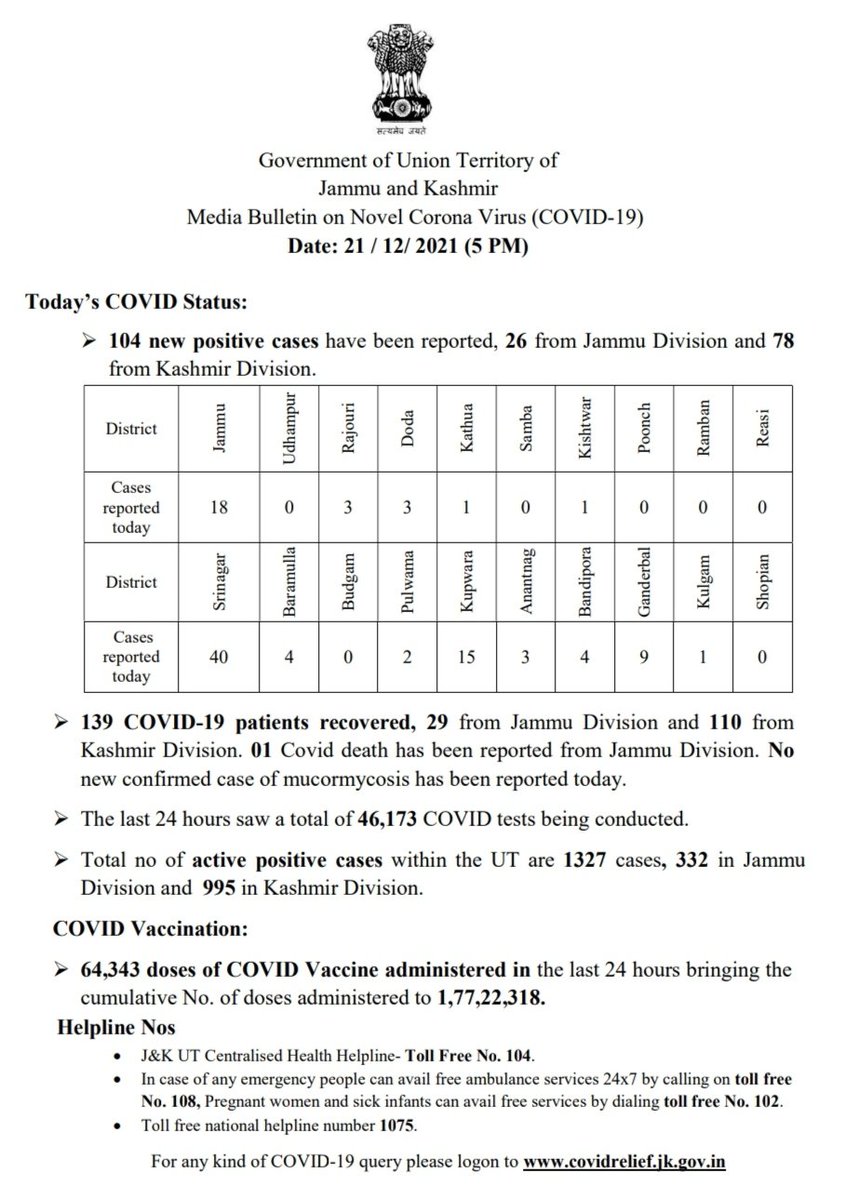 सत्यमेव जयते
Government of Union Territory of
Jammu and Kashmir
Media Bulletin on Novel Corona Virus (COVID-19)
Date: 21 / 12/ 2021 (5 PM)
Today’s COVID Status:
➢ 104 new positive cases have been reported, 26 from Jammu Division and 78
from Kashmir Division.
District Jammu Udhampur Rajouri Doda Kathua Samba Kishtwar Poonch Ramban Reasi
Cases
reported
today
18 0 3 3 1 0 1 0 0 0
District Srinagar Baramulla Budgam Pulwama Kupwara Anantnag Bandipora Ganderbal Kulgam Shopian
Cases
reported
today
40 4 0 2 15 3 4 9 1 0
➢ 139 COVID-19 patients recovered, 29 from Jammu Division and 110 from
Kashmir Division. 01 Covid death has been reported from Jammu Division. No
new confirmed case of mucormycosis has been reported today.
➢ The last 24 hours saw a total of 46,173 COVID tests being conducted.
➢ Total no of active positive cases within the UT are 1327 cases, 332 in Jammu
Division and 995 in Kashmir Division.
COVID Vaccination:
➢ 64,343 doses of COVID Vaccine administered in the last 24 hours bringing the
cumulative No. of doses administered to 1,77,22,318.
Helpline Nos
• J&K UT Centralised Health Helpline- Toll Free No. 104.
• In case of any emergency people can avail free ambulance services 24x7 by calling on toll free
No. 108, Pregnant women and sick infants can avail free services by dialing toll free No. 102.
• Toll free national helpline number 1075.
For any kind of COVID-19 query please logon to www.covidrelief.jk.gov.in